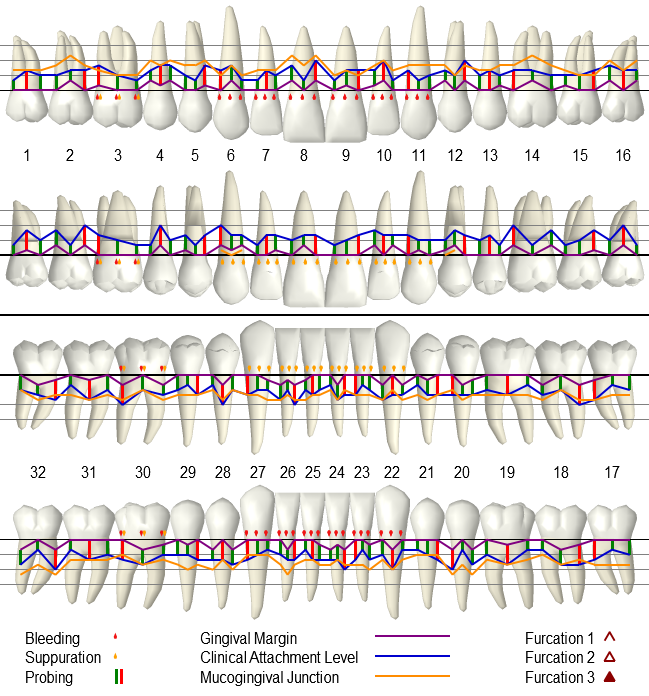 1 2 3 4 5 6 7 8 9 10 11 12 13 14 15 16
32 31 30 29 28 27 26 25 24 23 22 21 20 19 18 17
Bleeding Gingival Margin Furcation 1
Suppuration Clinical Attachment Level Furcation 2
Probing Mucogingival Junction Furcation 3